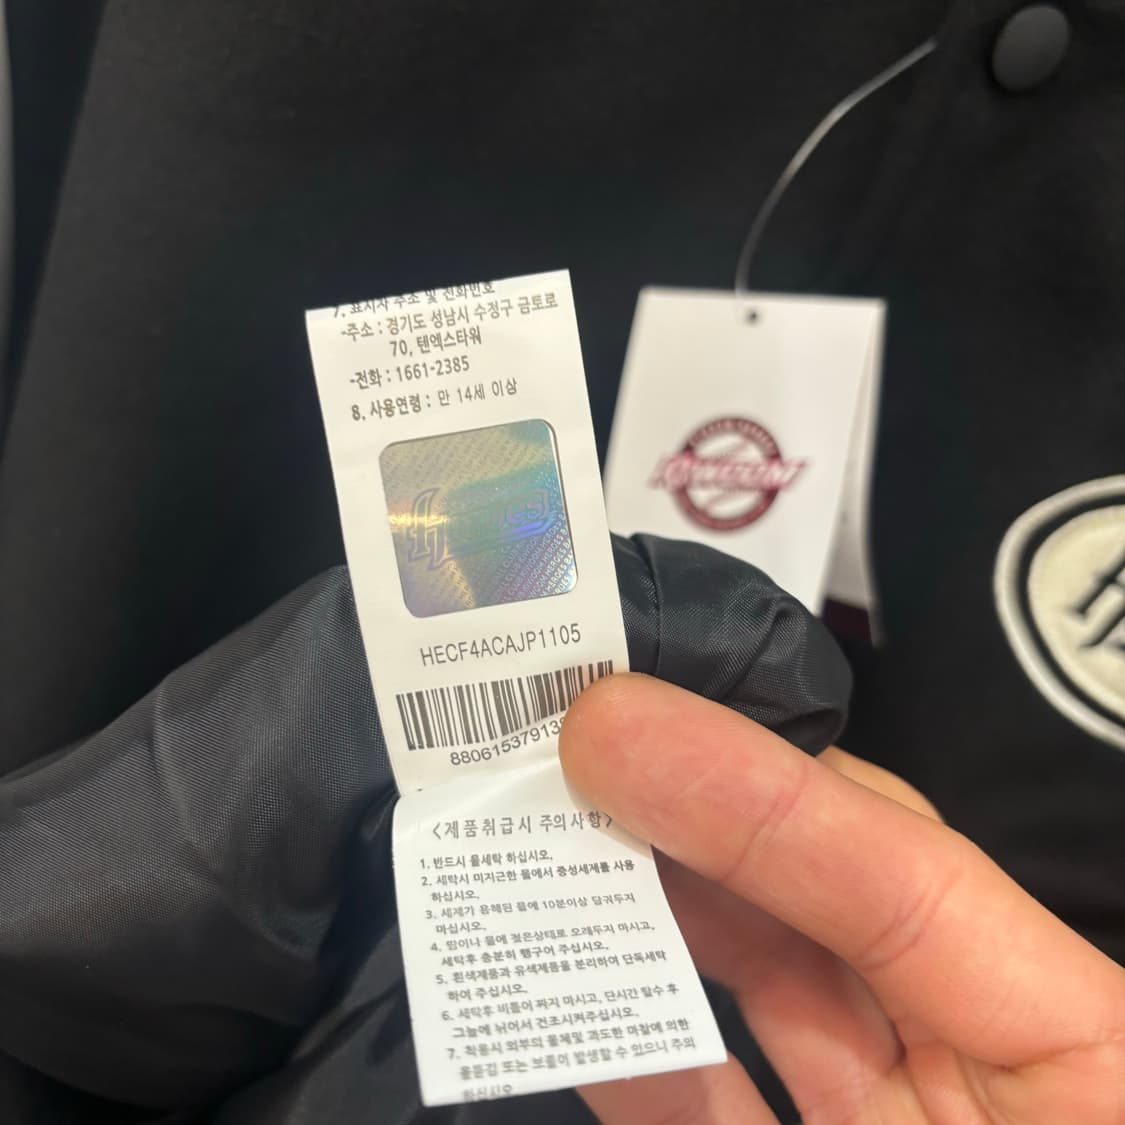 7. 표시자 주소 및 전화번호
-주소 : 경기도 성남시 수정구 금토로
70, 텐엑스타워
-전화 : 1661-2385
8. 사용연령 : 만 14세 이상
HECF4ACAJP1105
88061537913
<제품취급시 주의사항>
1. 반드시 물세탁 하십시오.
2. 세탁시 미지근한 물에서 중성세제를 사용
하십시오.
3. 세제가 용해된 물에 10분이상 담궈두지
마십시오.
4. 땀이나 물에 젖은상태로 오래두지 마시고,
세탁후 충분히 헹구어 주십시오.
5. 흰색제품과 유색제품을 분리하여 단독세탁
하여 주십시오.
6. 세탁후 비틀어 짜지 마시고, 단시간 탈수 후
그늘에 뉘어서 건조시켜주십시오.
7. 착용시 외부의 물체및 과도한 마찰에 의한
올뜯김 또는 보풀이 발생할 수 있으니 주의
하십시오